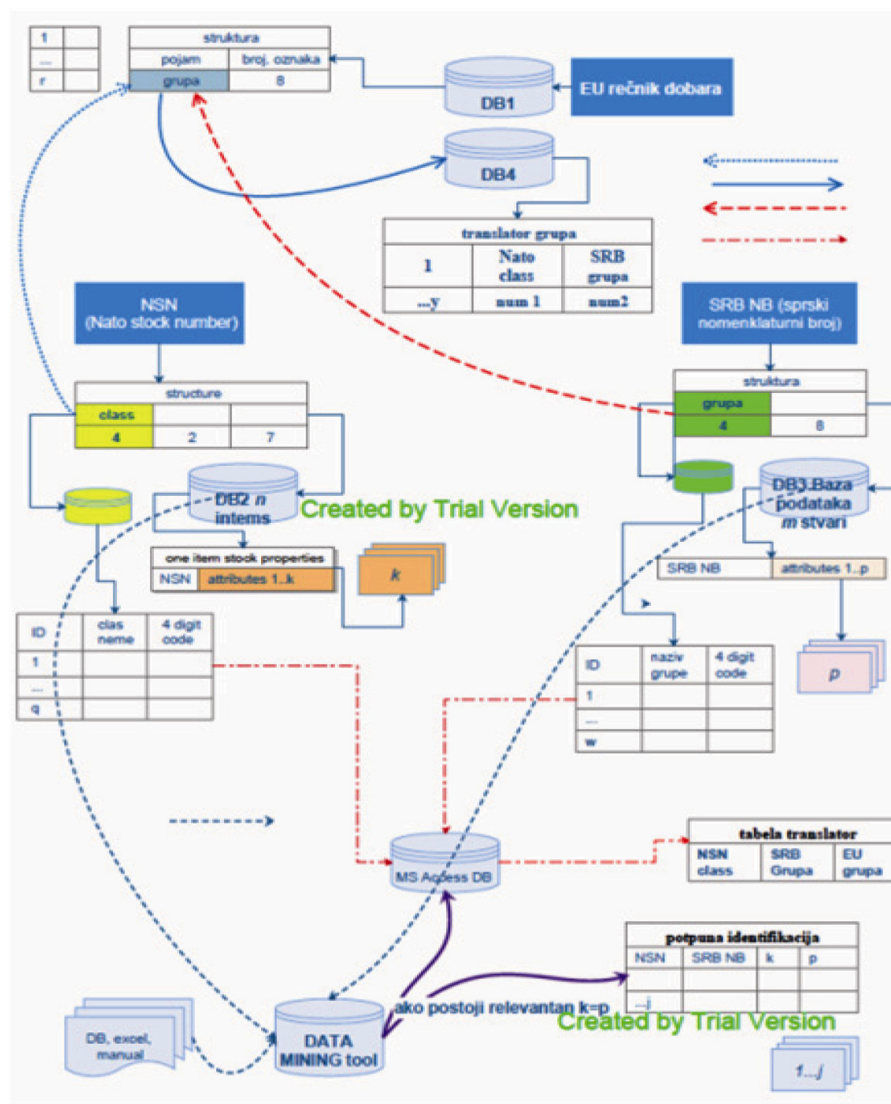 1
...
r
struktura
pojam broj. oznaka
grupa 8
DB1
EU rečnik dobara
DB4
translator grupa
1 Nato class SRB grupa
...y num 1 num2
NSN
(Nato stock number)
SRB NB (sprski
nomenklaturni broj)
structure
class
4 2 7
struktura
grupa
4 8
DB2 n
intems
Created by Trial Version
DB3.Baza
podataka
m stvari
one item stock properties
NSN attributes 1..k
k
SRB NB attributes 1..p
p
ID clas neme 4 digit code
1
....
q
ID naziv grupe 4 digit code
1
....
w
MS Access DB
tabela translator
NSN class SRB Grupa EU grupa
potpuna identifikacija
NSN SRB NB k p
...j
ako postoji relevantan k=p
Created by Trial Version
DB, excel,
manual
DATA
MINING tool
1...j